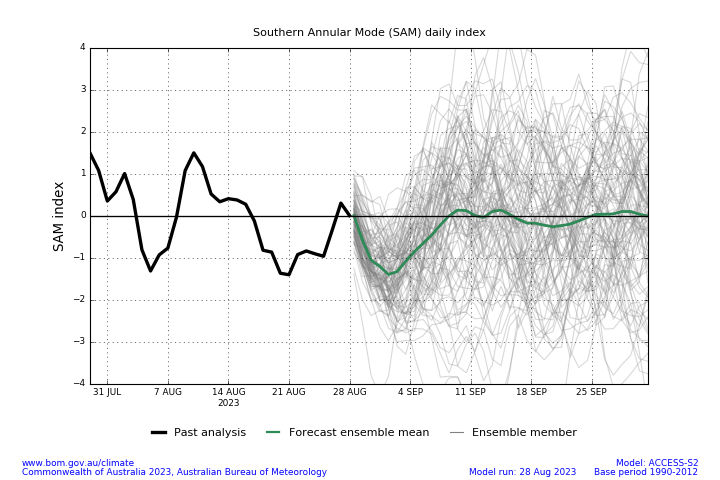 Southern Annular Mode (SAM) daily index
SAM index
4
3
2
1
0
−1
−2
−3
−4
31 JUL 7 AUG 14 AUG 21 AUG 28 AUG 4 SEP 11 SEP 18 SEP 25 SEP
2023
Past analysis Forecast ensemble mean Ensemble member
www.bom.gov.au/climate Model: ACCESS-S2
Commonwealth of Australia 2023, Australian Bureau of Meteorology Model run: 28 Aug 2023 Base period 1990-2012